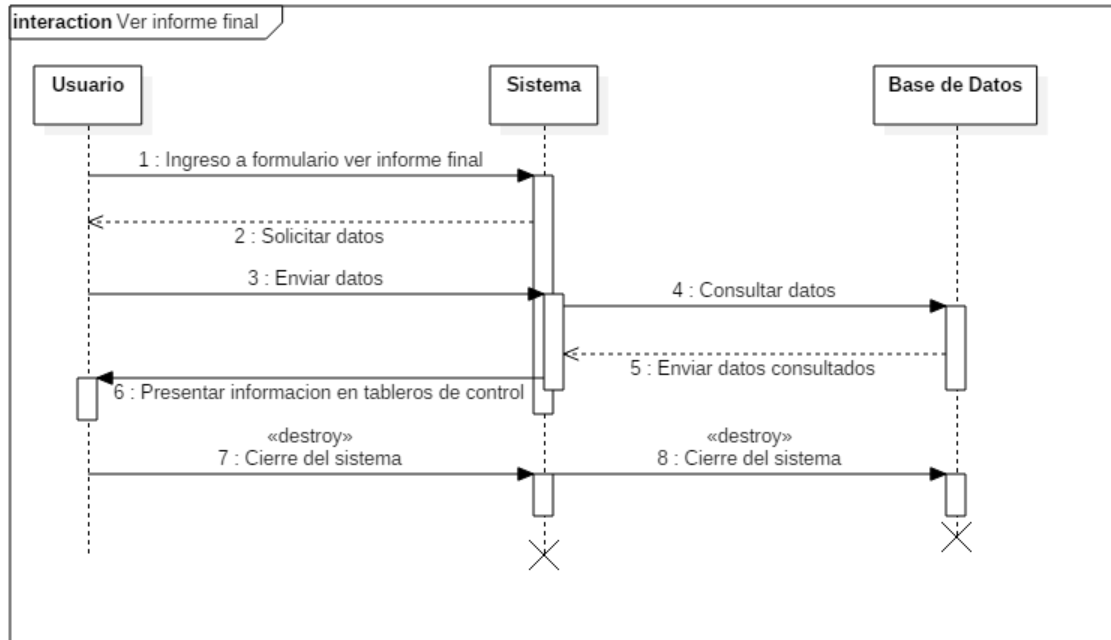 interaction Ver informe final
Usuario
Sistema
Base de Datos
1 : Ingreso a formulario ver informe final
2 : Solicitar datos
3 : Enviar datos
4 : Consultar datos
5 : Enviar datos consultados
6 : Presentar informacion en tableros de control
«destroy»
7 : Cierre del sistema
«destroy»
8 : Cierre del sistema